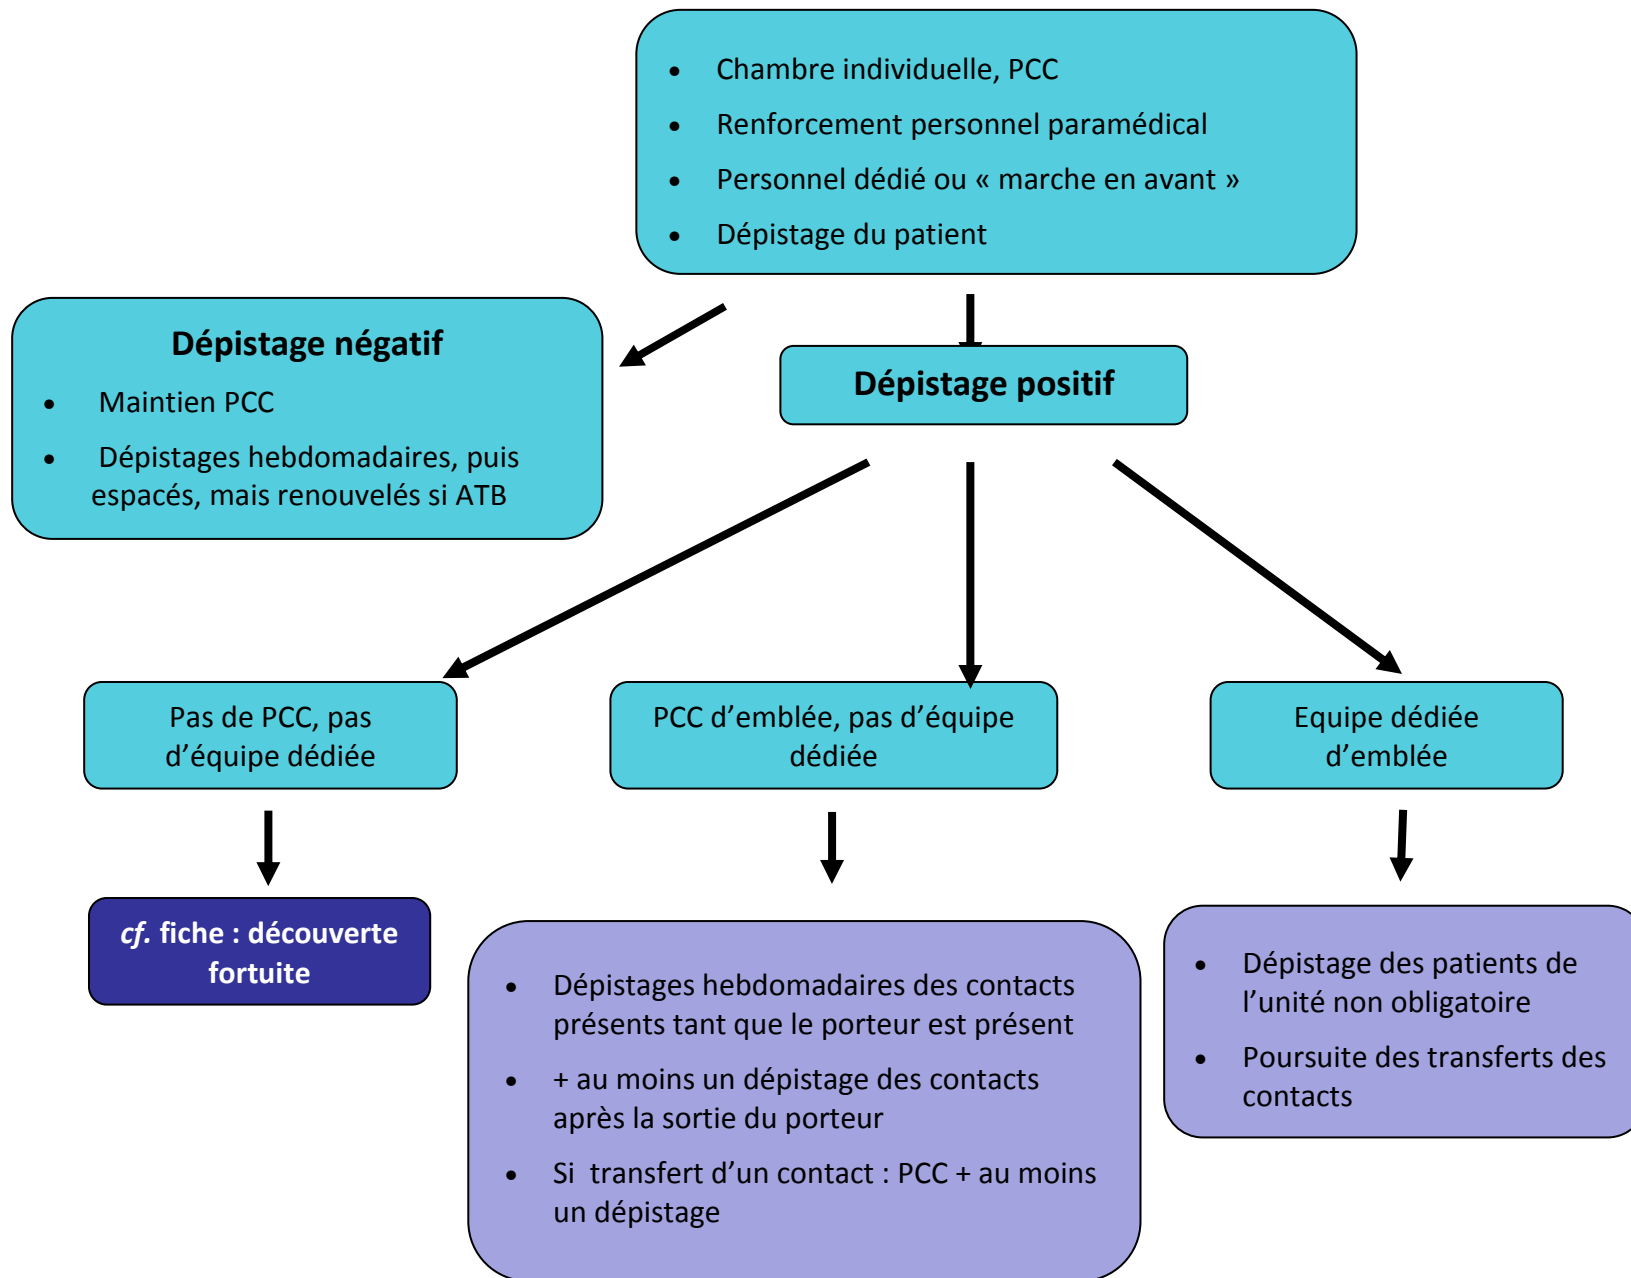 • Chambre individuelle, PCC
• Renforcement personnel paramédical
• Personnel dédié ou « marche en avant »
• Dépistage du patient
Dépistage négatif
• Maintien PCC
• Dépistages hebdomadaires, puis
espacés, mais renouvelés si ATB
Dépistage positif
Pas de PCC, pas
d’équipe dédiée
PCC d’emblée, pas d’équipe
dédiée
Equipe dédiée
d’emblée
cf. fiche : découverte
fortuite
• Dépistages hebdomadaires des contacts
présents tant que le porteur est présent
• + au moins un dépistage des contacts
après la sortie du porteur
• Si transfert d’un contact : PCC + au moins
un dépistage
• Dépistage des patients de
l’unité non obligatoire
• Poursuite des transferts des
contacts